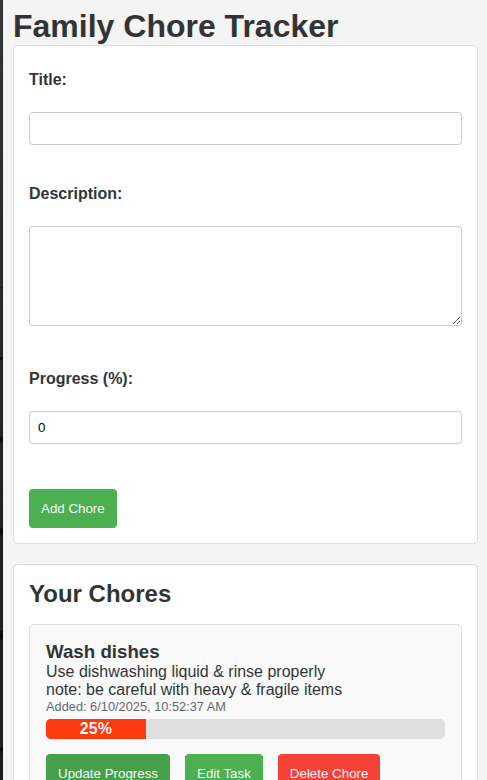 Family Chore Tracker
Title:
Description:
Progress (%):
0
Add Chore
Your Chores
Wash dishes
Use dishwashing liquid & rinse properly
note: be careful with heavy & fragile items
Added: 6/10/2025, 10:52:37 AM
25%
Update Progress Edit Task Delete Chore